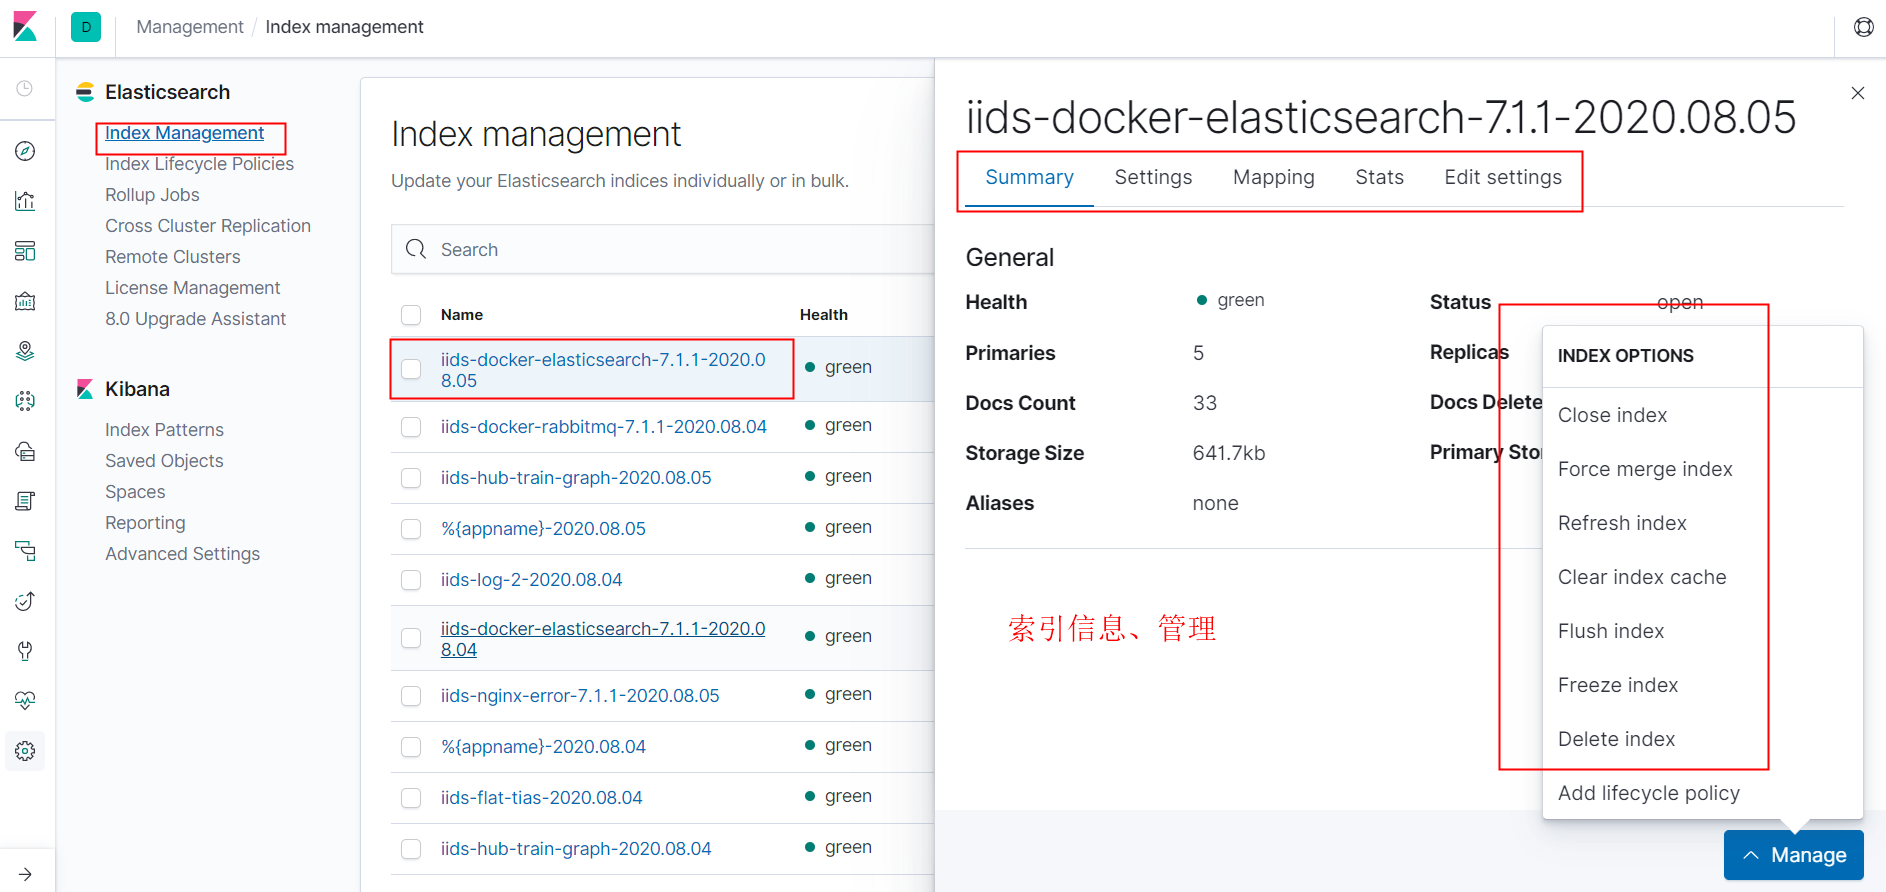 D
Management / Index management
Elasticsearch
Index Management
Index Lifecycle Policies
Rollup Jobs
Cross Cluster Replication
Remote Clusters
License Management
8.0 Upgrade Assistant
Kibana
Index Patterns
Saved Objects
Spaces
Reporting
Advanced Settings
Index management
Update your Elasticsearch indices individually or in bulk.
Search
Name Health
iids-docker-elasticsearch-7.1.1-2020.0
8.05
green
iids-docker-rabbitmq-7.1.1-2020.08.04 green
iids-hub-train-graph-2020.08.05 green
%{appname}-2020.08.05 green
iids-log-2-2020.08.04 green
iids-docker-elasticsearch-7.1.1-2020.0
8.04
green
iids-nginx-error-7.1.1-2020.08.05 green
%{appname}-2020.08.04 green
iids-flat-tias-2020.08.04 green
iids-hub-train-graph-2020.08.04 green
iids-docker-elasticsearch-7.1.1-2020.08.05
Summary Settings Mapping Stats Edit settings
General
Health green Status open
Primaries 5 Replicas
Docs Count 33 Docs Delete
Storage Size 641.7kb Primary Sto
Aliases none
索引信息、管理
INDEX OPTIONS
Close index
Force merge index
Refresh index
Clear index cache
Flush index
Freeze index
Delete index
Add lifecycle policy
Manage